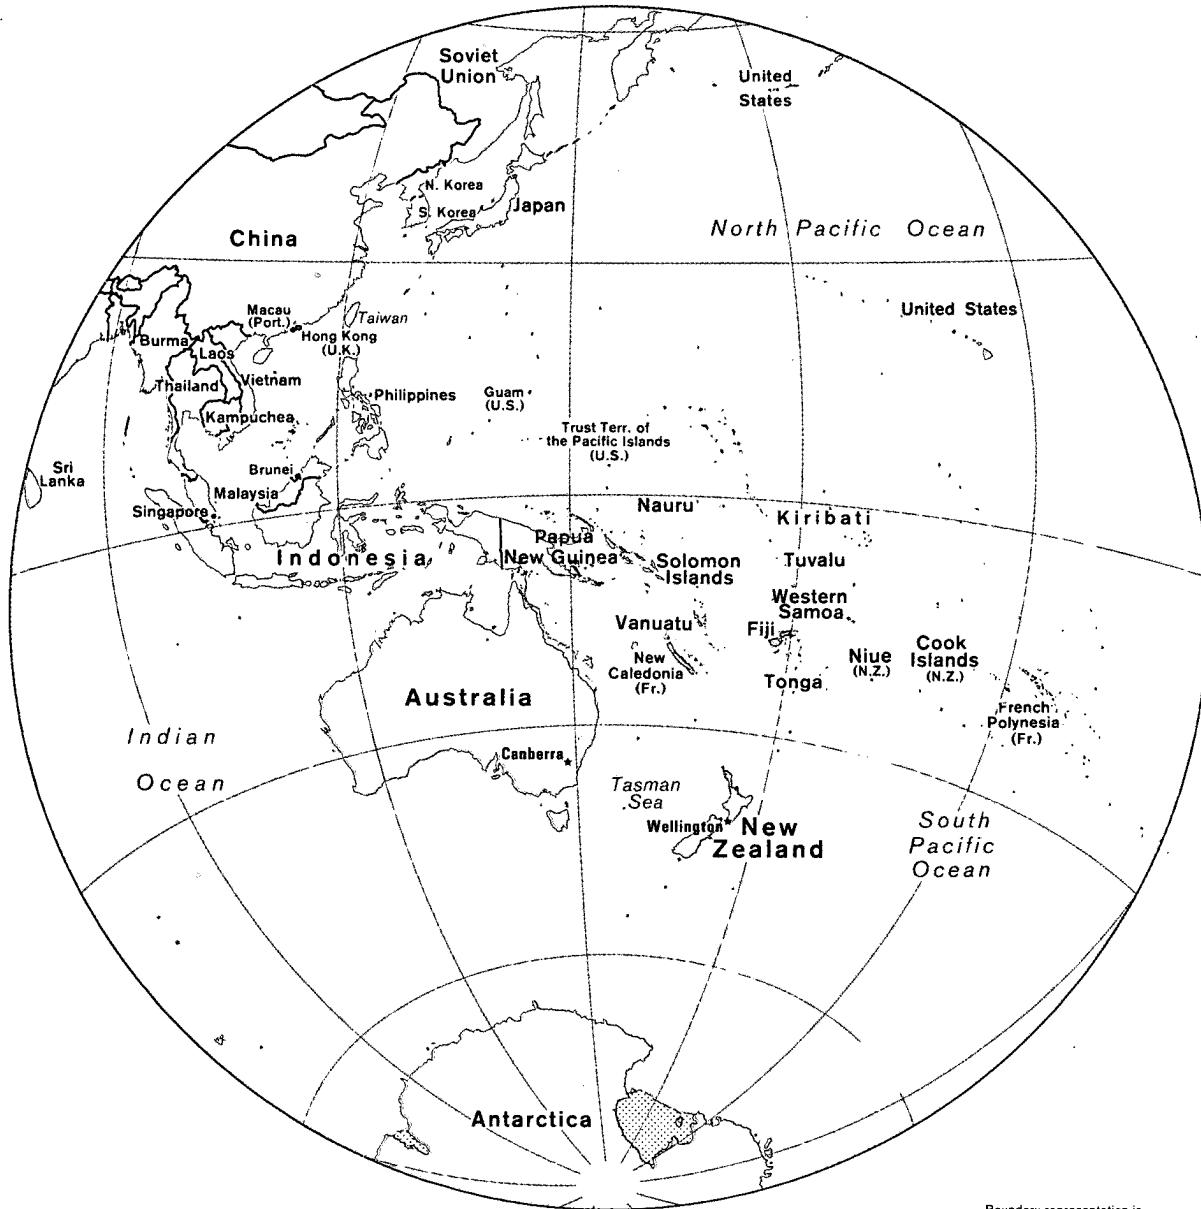 Soviet
Union
United
States
N. Korea
S. Korea
Japan
North Pacific Ocean
China
Macau
(Port.)
Taiwan
Hong Kong
(U.K.)
United States
Burma
Laos
Thailand
Vietnam
Kampuchea
Philippines
Guam
(U.S.)
Trust Terr. of
the Pacific Islands
(U.S.)
Sri
Lanka
Brunei
Malaysia
Singapore
Nauru
Kiribati
Indonesia
Papua
New Guinea
Solomon
Islands
Tuvalu
Western
Samoa
Vanuatu
Fiji
New
Caledonia
(Fr.)
Tonga
Niue
(N.Z.)
Cook
Islands
(N.Z.)
French
Polynesia
(Fr.)
Australia
Indian
Ocean
Canberra
Tasman
Sea
Wellington
New
Zealand
South
Pacific
Ocean
Antarctica
Boundary representation is